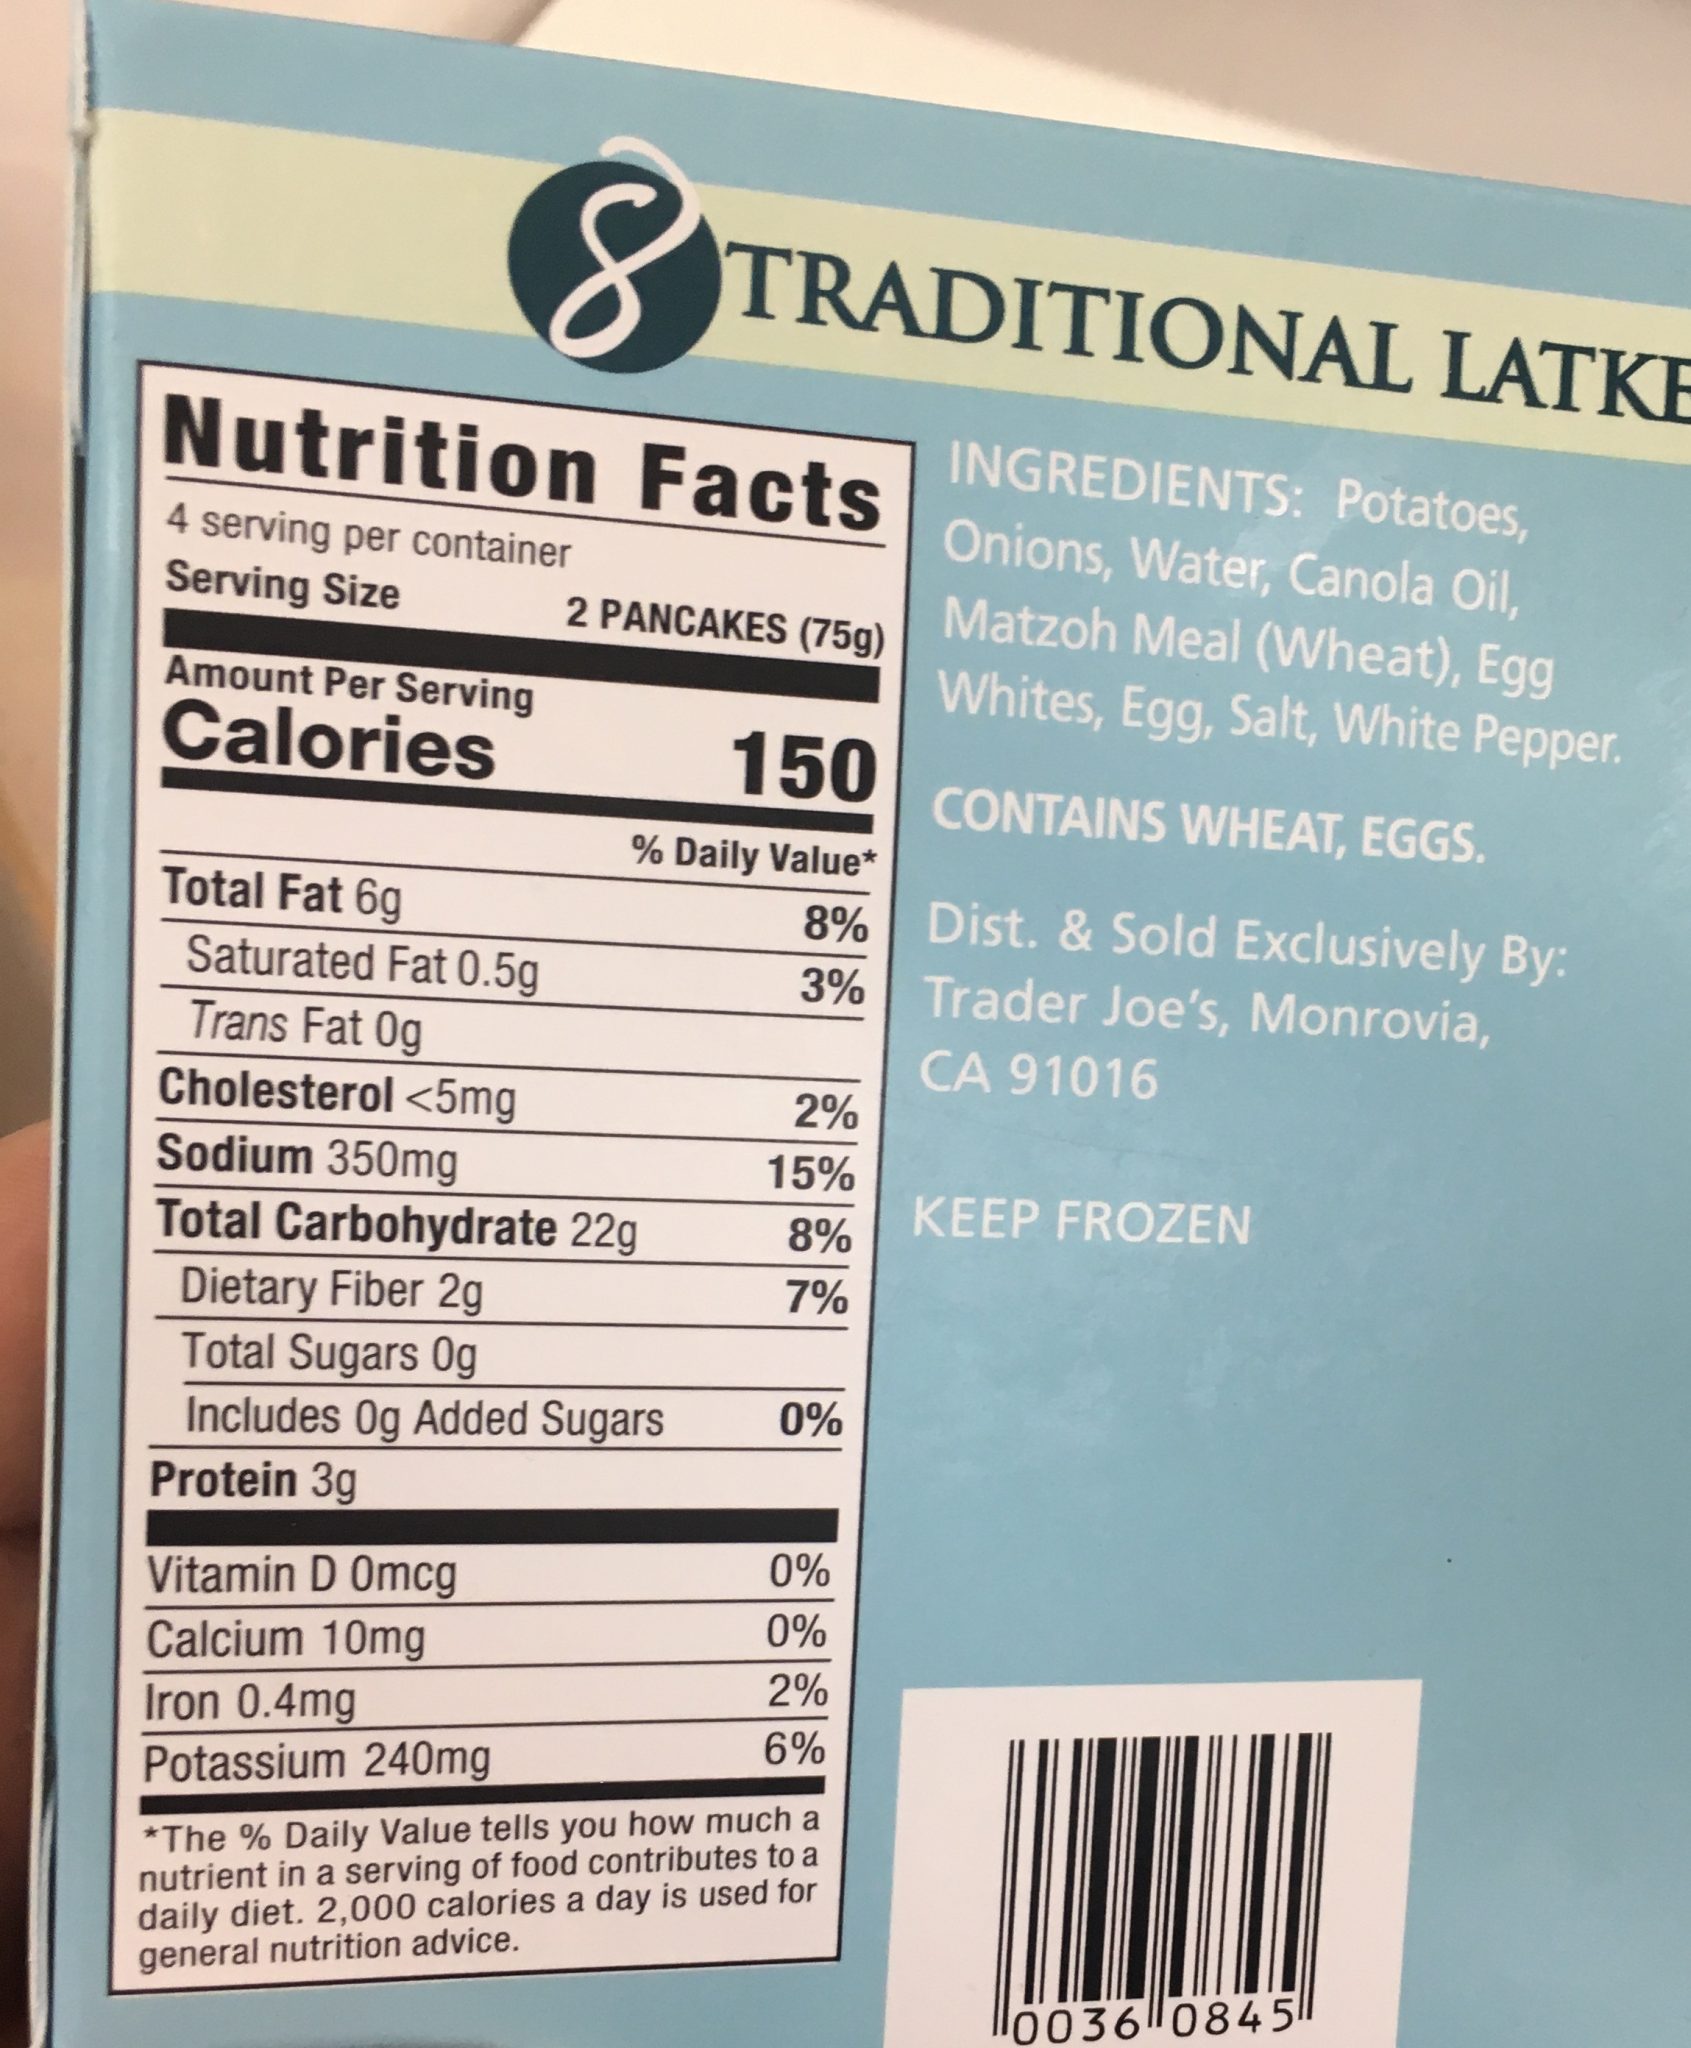 8 TRADITIONAL LATKE
Nutrition Facts
4 serving per container
Serving Size 2 PANCAKES (75g)
Amount Per Serving
Calories 150
% Daily Value*
Total Fat 6g 8%
Saturated Fat 0.5g 3%
Trans Fat 0g
Cholesterol <5mg 2%
Sodium 350mg 15%
Total Carbohydrate 22g 8%
Dietary Fiber 2g 7%
Total Sugars 0g
Includes 0g Added Sugars 0%
Protein 3g
Vitamin D 0mcg 0%
Calcium 10mg 0%
Iron 0.4mg 2%
Potassium 240mg 6%
*The % Daily Value tells you how much a
nutrient in a serving of food contributes to a
daily diet. 2,000 calories a day is used for
general nutrition advice.
INGREDIENTS: Potatoes,
Onions, Water, Canola Oil,
Matzoh Meal (Wheat), Egg
Whites, Egg, Salt, White Pepper.
CONTAINS WHEAT, EGGS.
Dist. & Sold Exclusively By:
Trader Joe's, Monrovia,
CA 91016
KEEP FROZEN
0036 0845